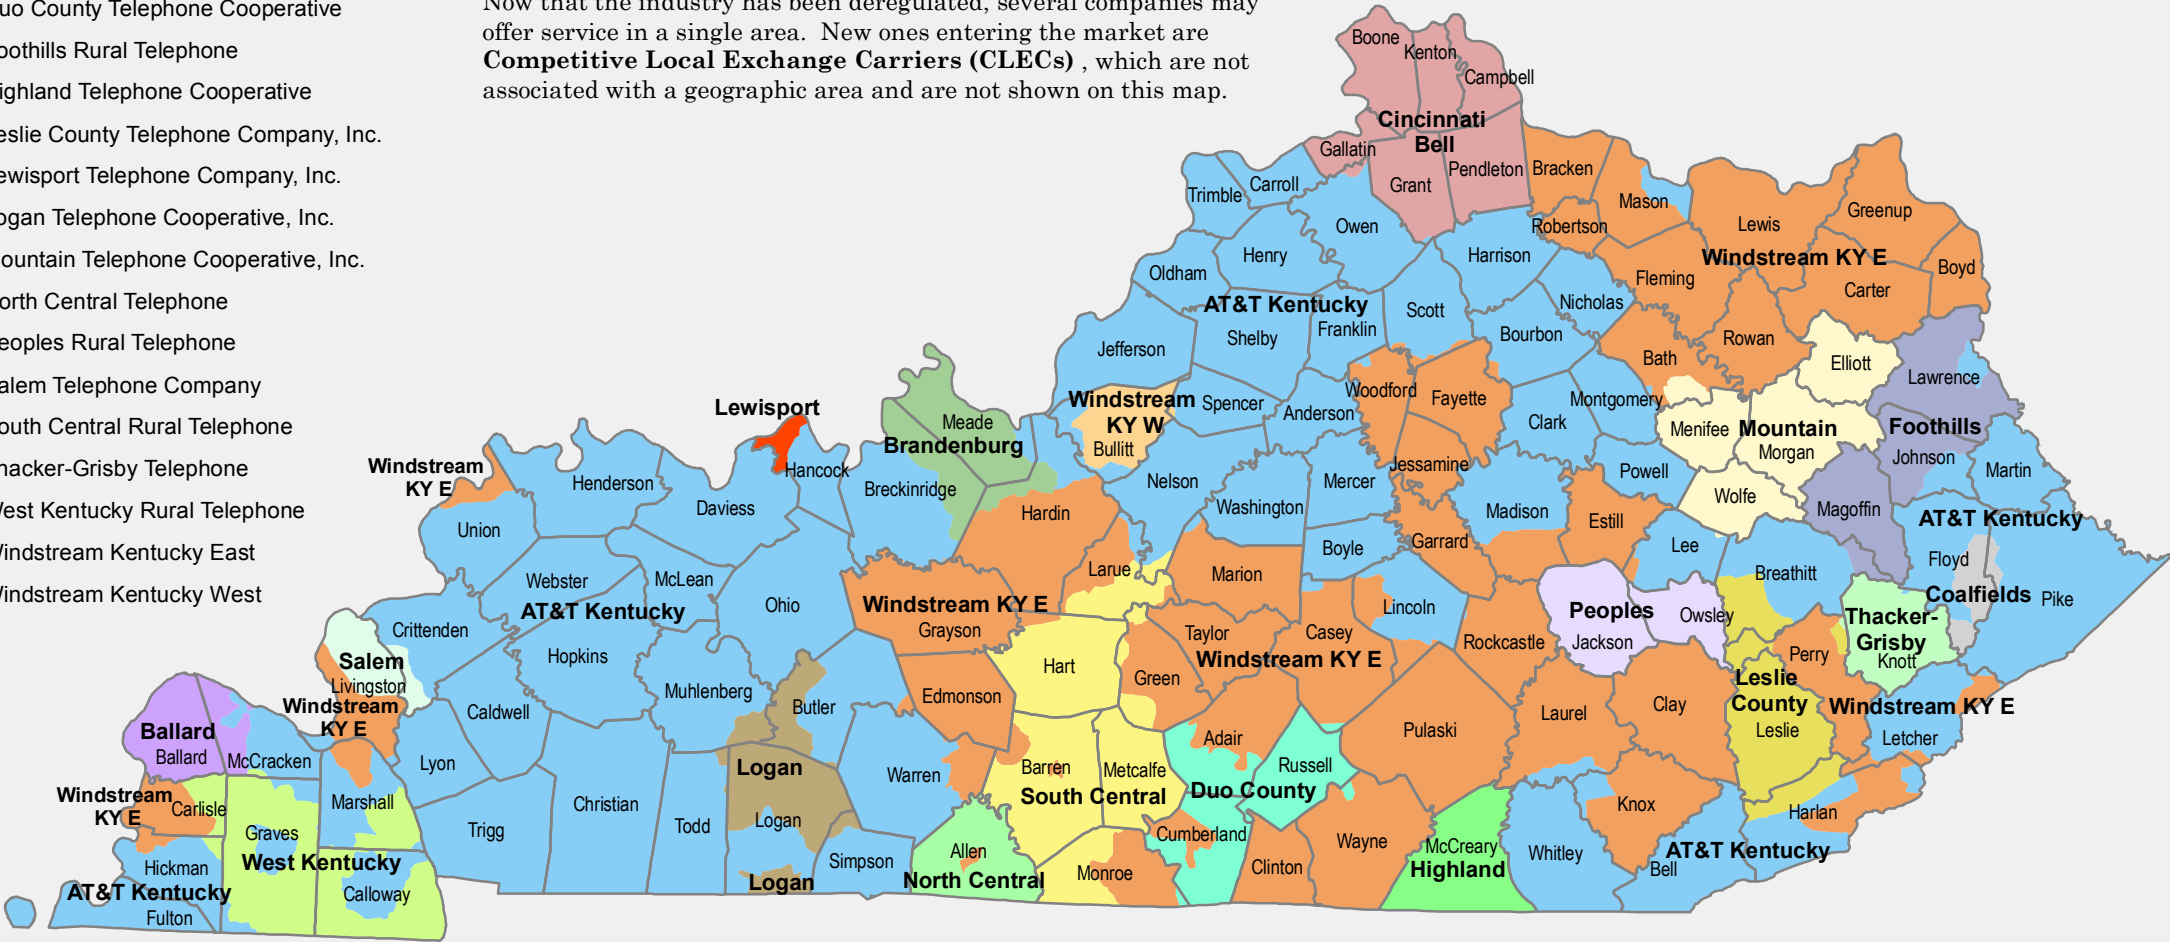 uo County Telephone Cooperative
oothills Rural Telephone
ighland Telephone Cooperative
eslie County Telephone Company, Inc.
ewisport Telephone Company, Inc.
ogan Telephone Cooperative, Inc.
ountain Telephone Cooperative, Inc.
orth Central Telephone
eoples Rural Telephone
alem Telephone Company
outh Central Rural Telephone
hacker-Grisby Telephone
est Kentucky Rural Telephone
indstream Kentucky East
indstream Kentucky West
Now that the industry has been deregulated, several companies may
offer service in a single area. New ones entering the market are
Competitive Local Exchange Carriers (CLECs) , which are not
associated with a geographic area and are not shown on this map.
Boone
Kenton
Campbell
Cincinnati
Bell
Gallatin
Grant
Pendleton
Bracken
Mason
Robertson
Lewis
Greenup
Windstream KY E
Boyd
Carter
Fleming
Rowan
Bath
Trimble
Carroll
Owen
Henry
Oldham
Harrison
AT&T Kentucky
Scott
Nicholas
Shelby
Franklin
Bourbon
Jefferson
Elliott
Lawrence
Windstream
KY W
Bullitt
Spencer
Anderson
Woodford
Fayette
Clark
Montgomery
Menifee
Mountain
Morgan
Foothills
Johnson
Martin
Meade
Brandenburg
Breckinridge
Lewisport
Hancock
Windstream
KY E
Henderson
Daviess
Union
Nelson
Washington
Mercer
Jessamine
Madison
Powell
Wolfe
Magoffin
AT&T Kentucky
Floyd
Coalfields
Pike
Hardin
Larue
Marion
Boyle
Garrard
Estill
Lee
Breathitt
Webster
McLean
AT&T Kentucky
Ohio
Windstream KY E
Grayson
Taylor
Casey
Windstream KY E
Green
Lincoln
Rockcastle
Peoples
Jackson
Owsley
Thacker-
Grisby
Knott
Perry
Crittenden
Hopkins
Muhlenberg
Butler
Edmonson
Hart
Salem
Livingston
Windstream
KY E
Caldwell
Lyon
Ballard
Ballard
McCracken
Windstream
KY E
Carlisle
Marshall
Graves
West Kentucky
Hickman
AT&T Kentucky
Fulton
Calloway
Trigg
Christian
Todd
Logan
Logan
Logan
Simpson
Warren
Barren
Metcalfe
South Central
Allen
North Central
Monroe
Adair
Russell
Duo County
Cumberland
Clinton
Wayne
Pulaski
Laurel
Clay
Leslie
County
Leslie
Windstream KY E
Letcher
Harlan
Knox
AT&T Kentucky
Bell
Whitley
McCreary
Highland